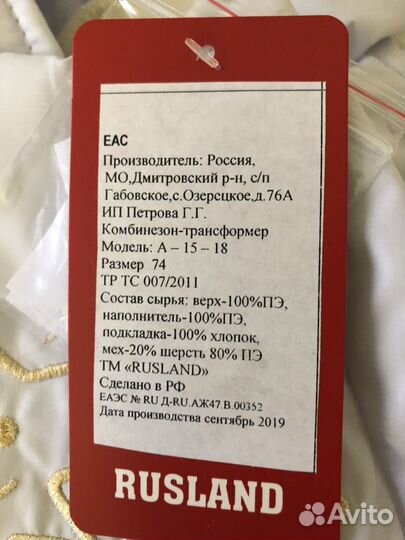 EAC
Производитель: Россия,
МО,Дмитровский р-н, с/п
Габовское,с.Озерецкое,д.76А
ИП Петрова Г.Г.
Комбинезон-трансформер
Модель: А – 15 – 18
Размер 74
ТР ТС 007/2011
Состав сырья: верх-100%ПЭ,
наполнитель-100%ПЭ,
подкладка-100% хлопок,
мех-20% шерсть 80% ПЭ
ТМ «RUSLAND»
Сделано в РФ
ЕАЭС № RU Д-RU.АЖ47.В.00352
Дата производства сентябрь 2019
RUSLAND
Avito